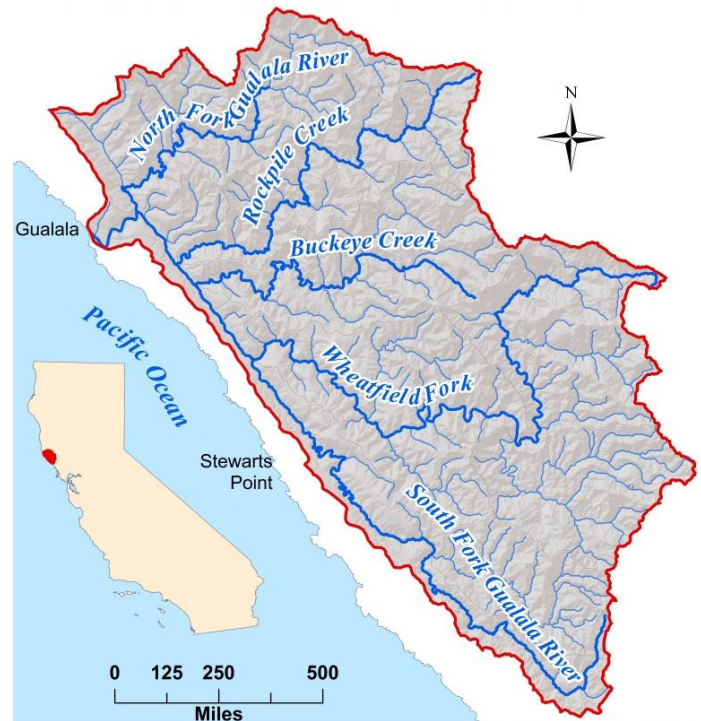 North Fork Gualala River
N
Rockpile Creek
Gualala
Buckeye Creek
Pacific Ocean
Wheatfield Fork
Stewarts
Point
South Fork Gualala River
0 125 250 500
Miles